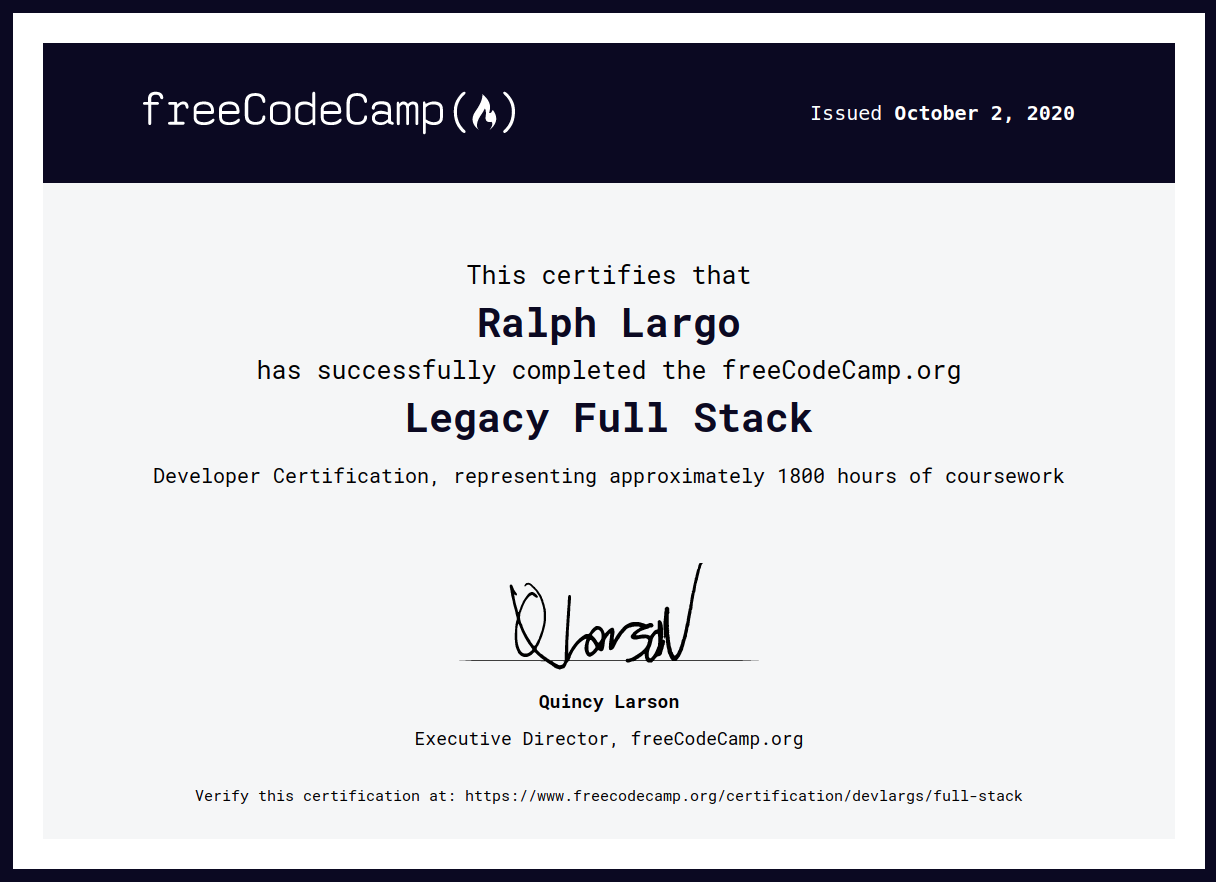 freeCodeCamp(🔥)
Issued October 2, 2020
This certifies that
Ralph Largo
has successfully completed the freeCodeCamp.org
Legacy Full Stack
Developer Certification, representing approximately 1800 hours of coursework
Q Larson
Quincy Larson
Executive Director, freeCodeCamp.org
Verify this certification at: https://www.freecodecamp.org/certification/devlargs/full-stack